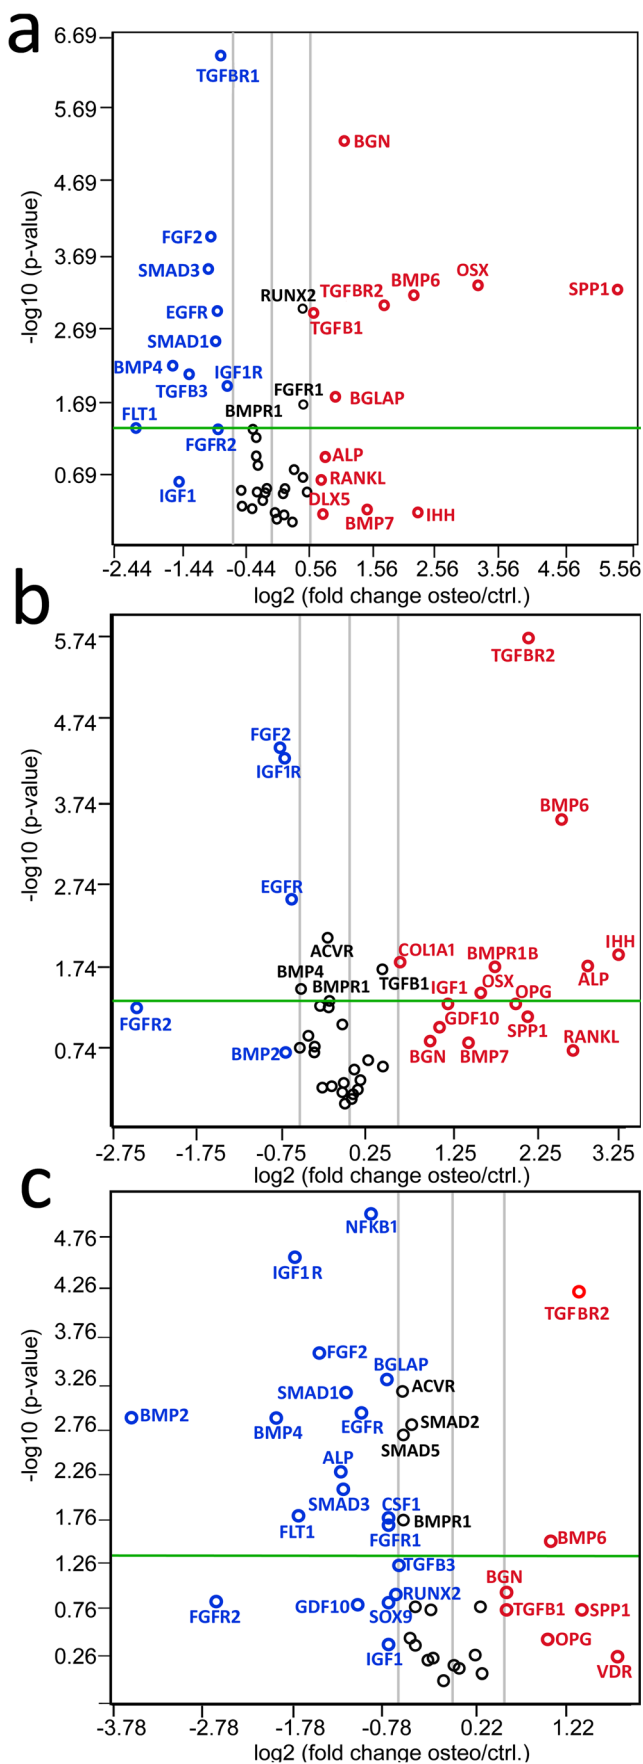 a
6.69
TGFBR1
5.69
BGN
4.69
FGF2
3.69
SMAD3
OSX
BMP6
SPP1
RUNX2
TGFBR2
EGFR
TGFB1
2.69
SMAD1
BMP4
IGF1R
TGFB3
FGFR1
BGLAP
1.69
FLT1
BMPR1
FGFR2
ALP
0.69
RANKL
IGF1
DLX5
BMP7
IHH
-log10 (p-value)
-2.44 -1.44 -0.44 0.56 1.56 2.56 3.56 4.56 5.56
log2 (fold change osteo/ctrl.)
b
5.74
TGFBR2
4.74
FGF2
IGF1R
3.74
BMP6
2.74
EGFR
ACVR
COL1A1
IHH
1.74
BMPR1B
BMP4
TGFB1
ALP
BMPR1
IGF1
OSX
OPG
FGFR2
GDF10
SPP1
0.74
BMP2
BGN
BMP7
RANKL
-log10 (p-value)
-2.75 -1.75 -0.75 0.25 1.25 2.25 3.25
log2 (fold change osteo/ctrl.)
c
NFKB1
4.76
IGF1R
4.26
TGFBR2
3.76
FGF2
BGLAP
3.26
SMAD1
ACVR
BMP2
SMAD2
2.76
BMP4
EGFR
SMAD5
ALP
2.26
SMAD3
CSF1
1.76
FLT1
BMPR1
FGFR1
BMP6
1.26
TGFB3
BGN
RUNX2
0.76
FGFR2
GDF10
SOX9
TGFB1
SPP1
OPG
0.26
IGF1
VDR
-log10 (p-value)
-3.78 -2.78 -1.78 -0.78 0.22 1.22
log2 (fold change osteo/ctrl.)